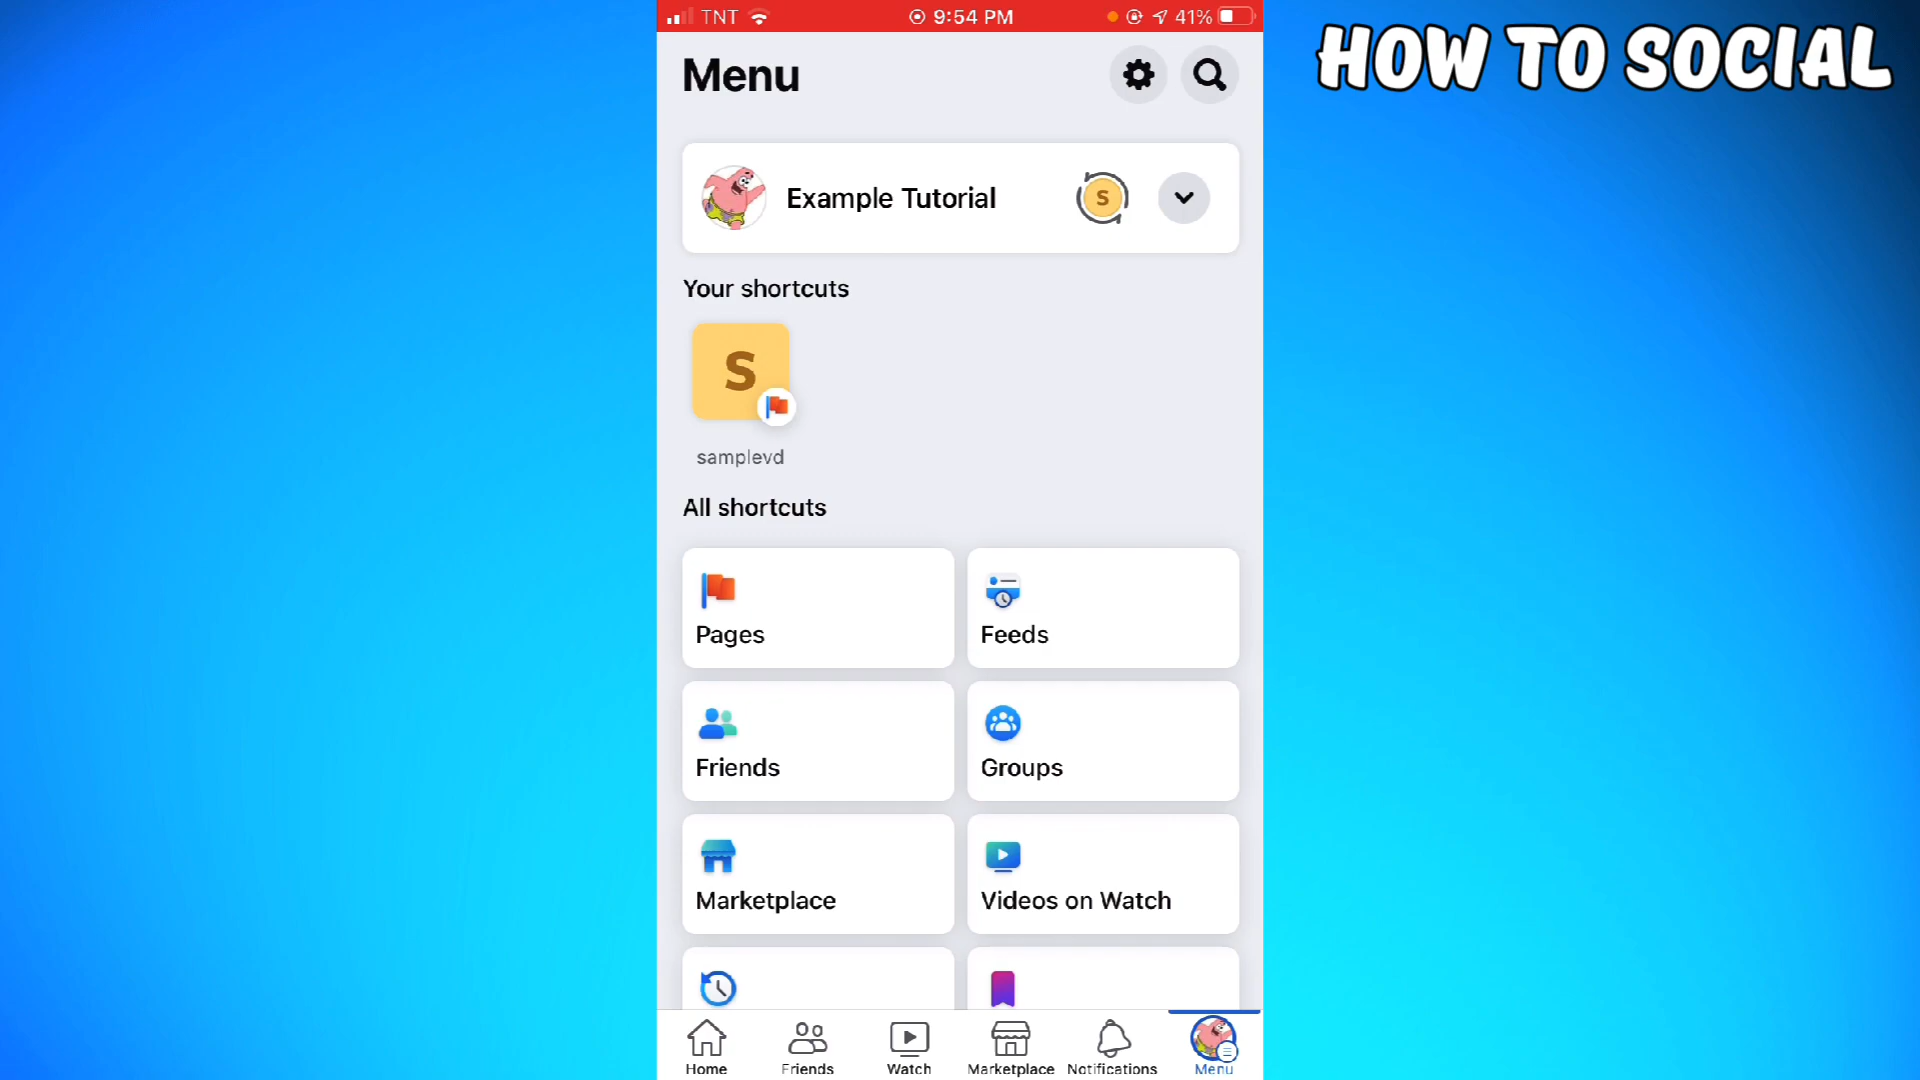 TNT 9:54 PM 41%
HOW TO SOCIAL
Menu
Example Tutorial S
Your shortcuts
S
samplevd
All shortcuts
Pages Feeds
Friends Groups
Marketplace Videos on Watch
Home Friends Watch Marketplace Notifications Menu